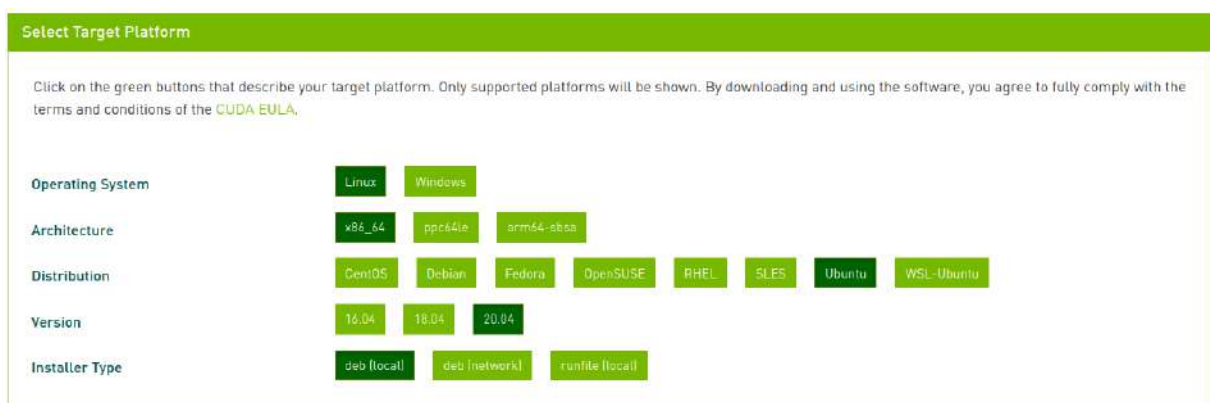 Select Target Platform
Click on the green buttons that describe your target platform. Only supported platforms will be shown. By downloading and using the software, you agree to fully comply with the
terms and conditions of the CUDA EULA.
Operating System Linux Windows
Architecture x86_64 ppc64le arm64-sbsa
Distribution CentOS Debian Fedora OpenSUSE RHEL SLES Ubuntu WSL-Ubuntu
Version 16.04 18.04 20.04
Installer Type deb (local) deb (network) runfile (local)